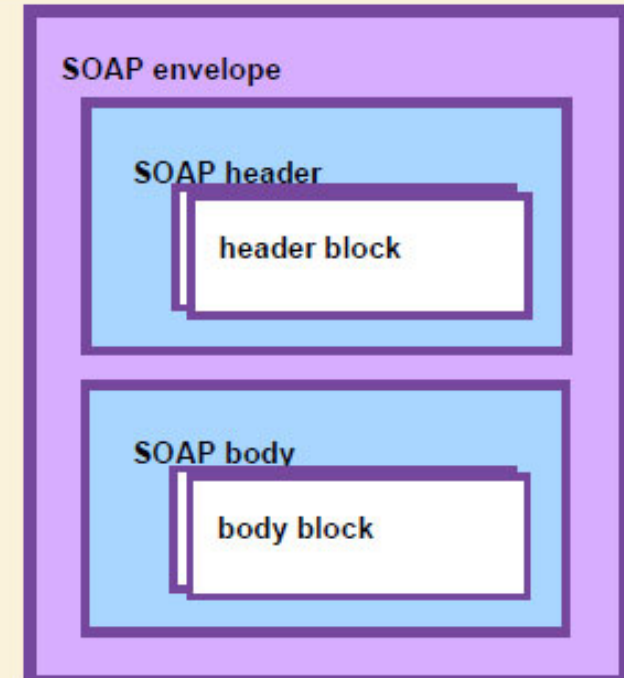 SOAP envelope
SOAP header
header block
SOAP body
body block